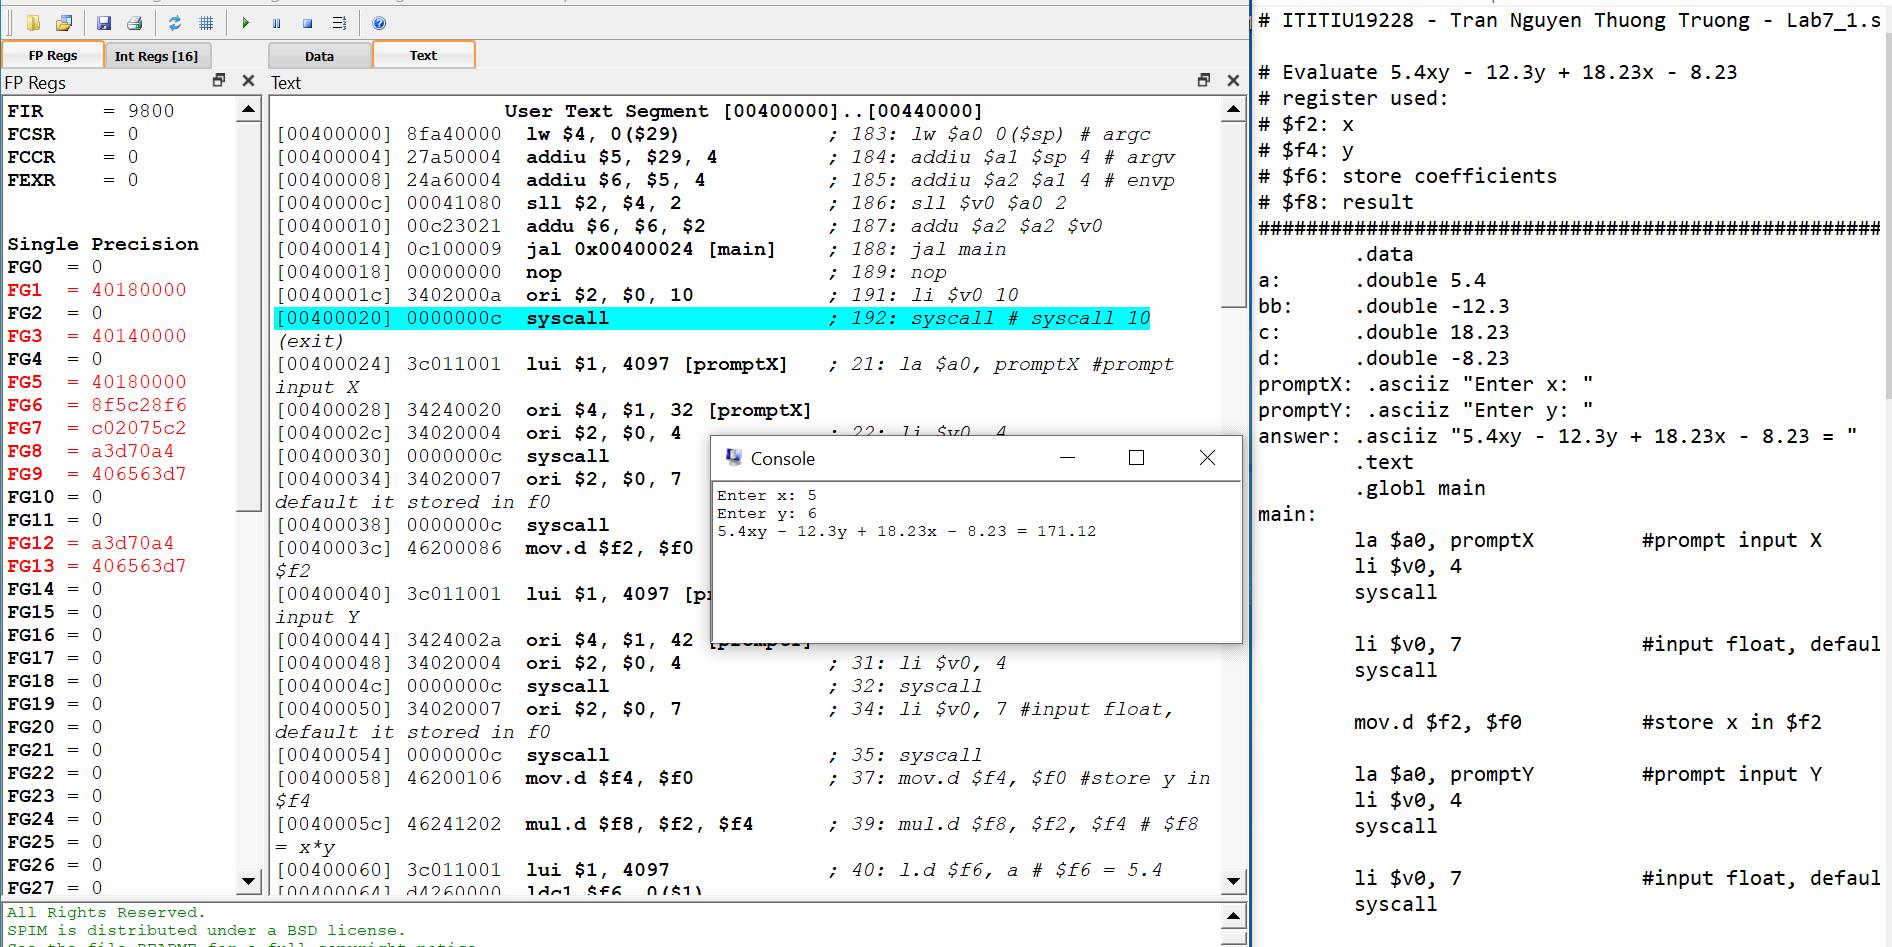 FP Regs
Int Regs [16]
Data
Text
FP Regs
Text
FIR = 9800
FCSR = 0
FCCR = 0
FEXR = 0
Single Precision
FG0 = 0
FG1 = 40180000
FG2 = 0
FG3 = 40140000
FG4 = 0
FG5 = 40180000
FG6 = 8f5c28f6
FG7 = c02075c2
FG8 = a3d70a4
FG9 = 406563d7
FG10 = 0
FG11 = 0
FG12 = a3d70a4
FG13 = 406563d7
FG14 = 0
FG15 = 0
FG16 = 0
FG17 = 0
FG18 = 0
FG19 = 0
FG20 = 0
FG21 = 0
FG22 = 0
FG23 = 0
FG24 = 0
FG25 = 0
FG26 = 0
FG27 = 0
User Text Segment [00400000]..[00440000]
[00400000] 8fa40000 lw $4, 0($29) ; 183: lw $a0 0($sp) # argc
[00400004] 27a50004 addiu $5, $29, 4 ; 184: addiu $a1 $sp 4 # argv
[00400008] 24a60004 addiu $6, $5, 4 ; 185: addiu $a2 $a1 4 # envp
[0040000c] 00041080 sll $2, $4, 2 ; 186: sll $v0 $a0 2
[00400010] 00c23021 addu $6, $6, $2 ; 187: addu $a2 $a2 $v0
[00400014] 0c100009 jal 0x00400024 [main] ; 188: jal main
[00400018] 00000000 nop ; 189: nop
[0040001c] 3402000a ori $2, $0, 10 ; 191: li $v0 10
[00400020] 0000000c syscall ; 192: syscall # syscall 10
(exit)
[00400024] 3c011001 lui $1, 4097 [promptX] ; 21: la $a0, promptX #prompt
input X
[00400028] 34240020 ori $4, $1, 32 [promptX]
[0040002c] 34020004 ori $2, $0, 4 ; 22: li $v0, 4
[00400030] 0000000c syscall
[00400034] 34020007 ori $2, $0, 7
default it stored in f0
[00400038] 0000000c syscall
[0040003c] 46200086 mov.d $f2, $f0
$f2
[00400040] 3c011001 lui $1, 4097
input Y
[00400044] 3424002a ori $4, $1, 42 [promptY]
[00400048] 34020004 ori $2, $0, 4 ; 31: li $v0, 4
[0040004c] 0000000c syscall ; 32: syscall
[00400050] 34020007 ori $2, $0, 7 ; 34: li $v0, 7 #input float,
default it stored in f0
[00400054] 0000000c syscall ; 35: syscall
[00400058] 46200106 mov.d $f4, $f0 ; 37: mov.d $f4, $f0 #store y in
$f4
[0040005c] 46241202 mul.d $f8, $f2, $f4 ; 39: mul.d $f8, $f2, $f4 # $f8
= x*y
[00400060] 3c011001 lui $1, 4097 ; 40: l.d $f6, a # $f6 = 5.4
[00400064] d4260000 ldc1 $f6, 0($1)
Console
Enter x: 5
Enter y: 6
5.4xy - 12.3y + 18.23x - 8.23 = 171.12
All Rights Reserved.
SPIM is distributed under a BSD license.
See the file README for a full copyright notice.
# ITITIU19228 - Tran Nguyen Thuong Truong - Lab7_1.s
# Evaluate 5.4xy - 12.3y + 18.23x - 8.23
# register used:
# $f2: x
# $f4: y
# $f6: store coefficients
# $f8: result
####################################################
.data
a: .double 5.4
bb: .double -12.3
c: .double 18.23
d: .double -8.23
promptX: .asciiz "Enter x: "
promptY: .asciiz "Enter y: "
answer: .asciiz "5.4xy - 12.3y + 18.23x - 8.23 = "
.text
.globl main
main:
la $a0, promptX #prompt input X
li $v0, 4
syscall
li $v0, 7 #input float, defaul
syscall
mov.d $f2, $f0 #store x in $f2
la $a0, promptY #prompt input Y
li $v0, 4
syscall
li $v0, 7 #input float, defaul
syscall